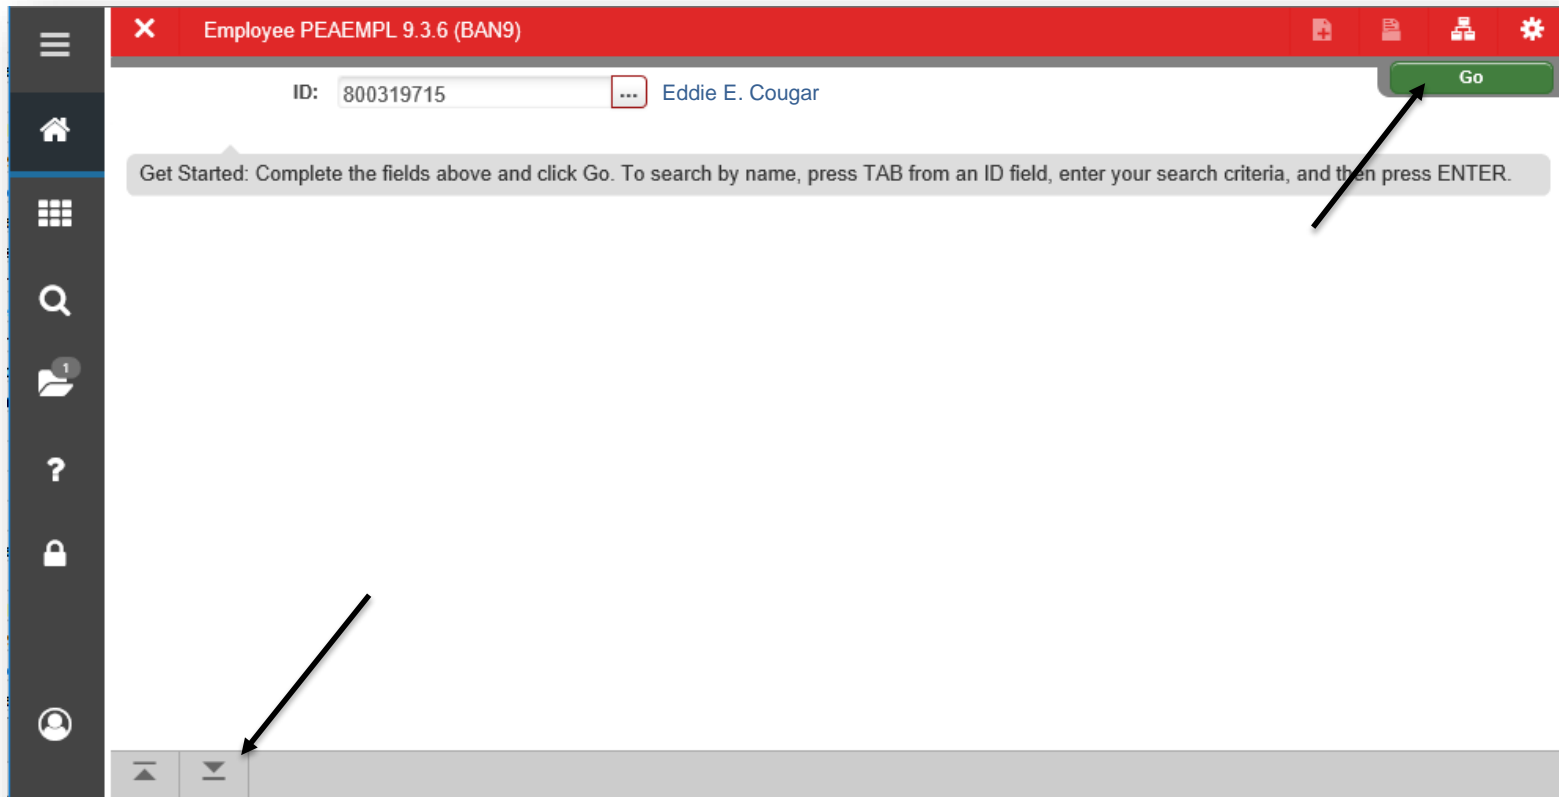 Employee PEAEMPL 9.3.6 (BAN9)
Go
ID: 800319715 ... Eddie E. Cougar
Get Started: Complete the fields above and click Go. To search by name, press TAB from an ID field, enter your search criteria, and then press ENTER.
1
?